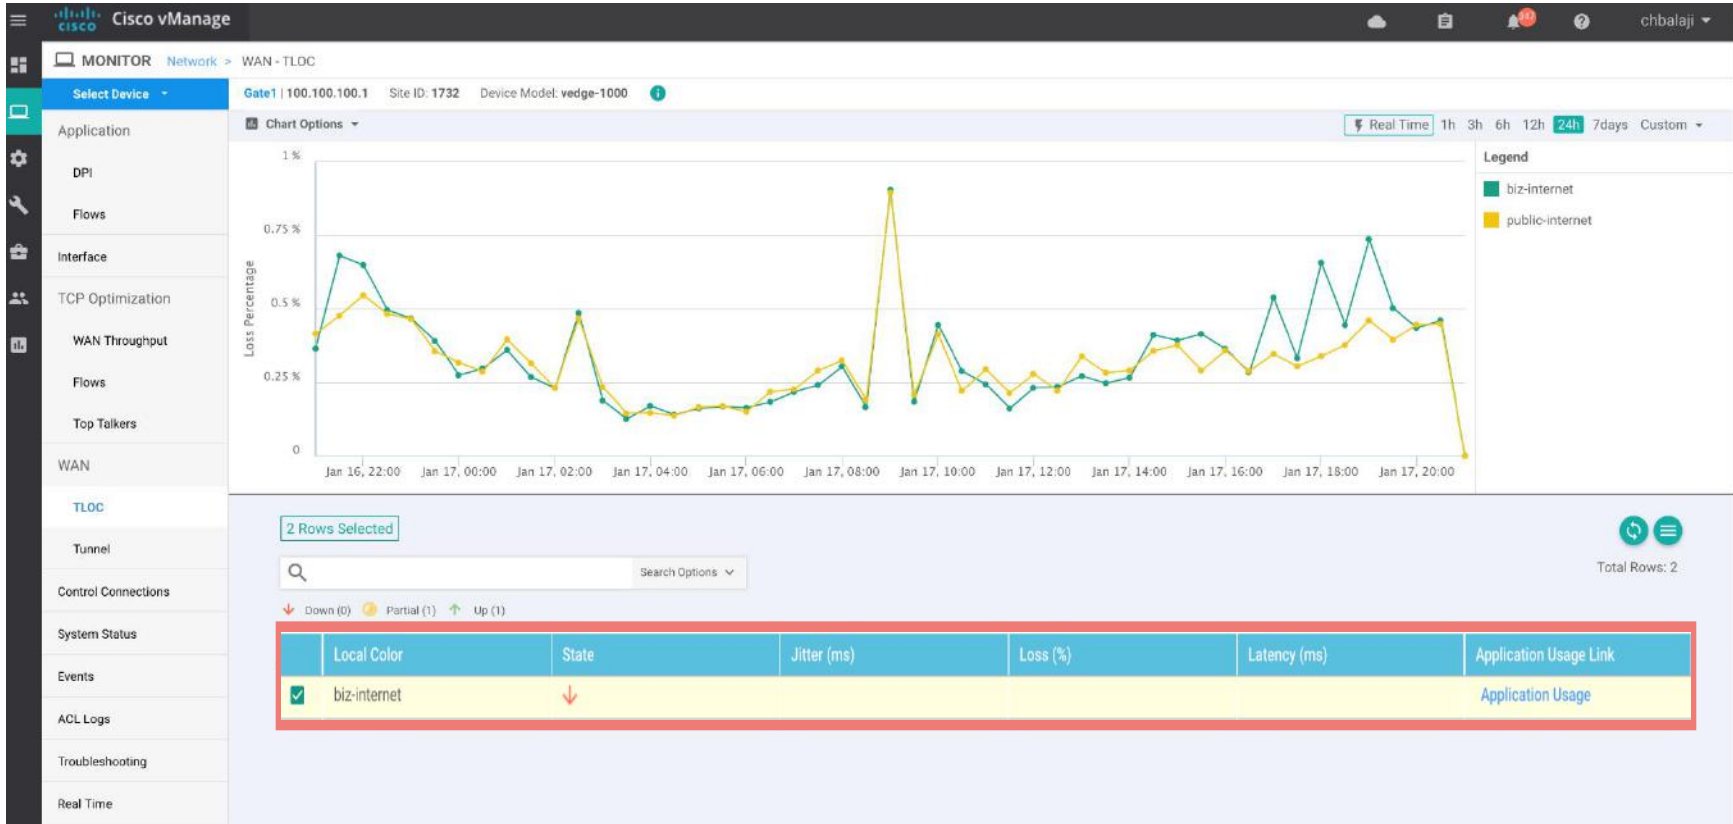 cisco Cisco vManage 347 chbalaji
MONITOR Network > WAN - TLOC
Select Device
Gate1 | 100.100.100.1 Site ID: 1732 Device Model: vedge-1000
Chart Options
Real Time 1h 3h 6h 12h 24h 7days Custom
Application
DPI
Flows
Interface
TCP Optimization
WAN Throughput
Flows
Top Talkers
WAN
TLOC
Tunnel
Control Connections
System Status
Events
ACL Logs
Troubleshooting
Real Time
Loss Percentage
1 %
0.75 %
0.5 %
0.25 %
0
Jan 16, 22:00 Jan 17, 00:00 Jan 17, 02:00 Jan 17, 04:00 Jan 17, 06:00 Jan 17, 08:00 Jan 17, 10:00 Jan 17, 12:00 Jan 17, 14:00 Jan 17, 16:00 Jan 17, 18:00 Jan 17, 20:00
Legend
biz-internet
public-internet
2 Rows Selected
Search Options
Total Rows: 2
Down (0) Partial (1) Up (1)
Local Color State Jitter (ms) Loss (%) Latency (ms) Application Usage Link
biz-internet Application Usage